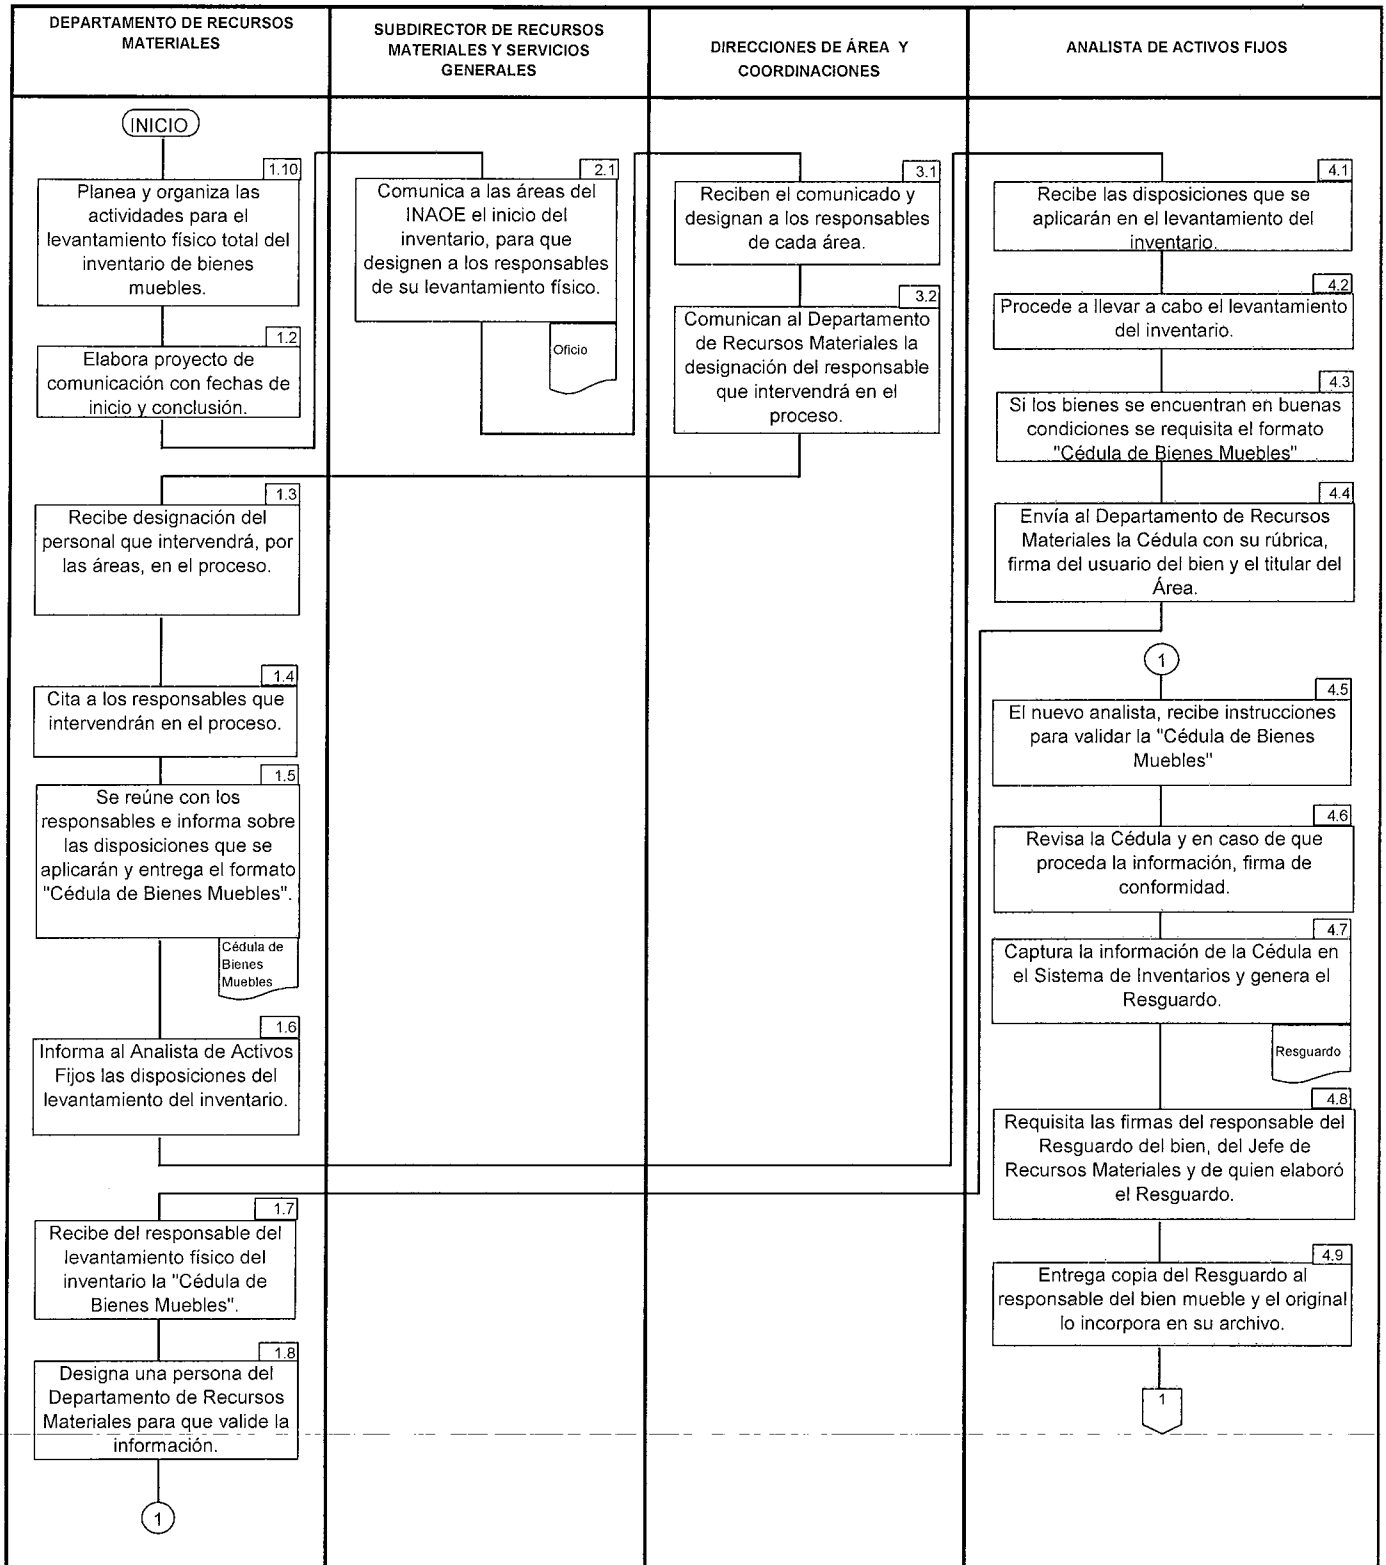 DEPARTAMENTO DE RECURSOS
MATERIALES
SUBDIRECTOR DE RECURSOS
MATERIALES Y SERVICIOS
GENERALES
DIRECCIONES DE ÁREA Y
COORDINACIONES
ANALISTA DE ACTIVOS FIJOS
INICIO
1.10
Planea y organiza las
actividades para el
levantamiento físico total del
inventario de bienes
muebles.
1.2
Elabora proyecto de
comunicación con fechas de
inicio y conclusión.
2.1
Comunica a las áreas del
INAOE el inicio del
inventario, para que
designen a los responsables
de su levantamiento físico.
Oficio
3.1
Reciben el comunicado y
designan a los responsables
de cada área.
3.2
Comunican al Departamento
de Recursos Materiales la
designación del responsable
que intervendrá en el
proceso.
1.3
Recibe designación del
personal que intervendrá, por
las áreas, en el proceso.
1.4
Cita a los responsables que
intervendrán en el proceso.
1.5
Se reúne con los
responsables e informa sobre
las disposiciones que se
aplicarán y entrega el formato
"Cédula de Bienes Muebles".
Cédula de
Bienes
Muebles
1.6
Informa al Analista de Activos
Fijos las disposiciones del
levantamiento del inventario.
4.1
Recibe las disposiciones que se
aplicarán en el levantamiento del
inventario.
4.2
Procede a llevar a cabo el levantamiento
del inventario.
4.3
Si los bienes se encuentran en buenas
condiciones se requisita el formato
"Cédula de Bienes Muebles"
4.4
Envía al Departamento de Recursos
Materiales la Cédula con su rúbrica,
firma del usuario del bien y el titular del
Área.
1.7
Recibe del responsable del
levantamiento físico del
inventario la "Cédula de
Bienes Muebles".
1.8
Designa una persona del
Departamento de Recursos
Materiales para que valide la
información.
1
1
4.5
El nuevo analista, recibe instrucciones
para validar la "Cédula de Bienes
Muebles"
4.6
Revisa la Cédula y en caso de que
proceda la información, firma de
conformidad.
4.7
Captura la información de la Cédula en
el Sistema de Inventarios y genera el
Resguardo.
Resguardo
4.8
Requisita las firmas del responsable del
Resguardo del bien, del Jefe de
Recursos Materiales y de quien elaboró
el Resguardo.
4.9
Entrega copia del Resguardo al
responsable del bien mueble y el original
lo incorpora en su archivo.
1